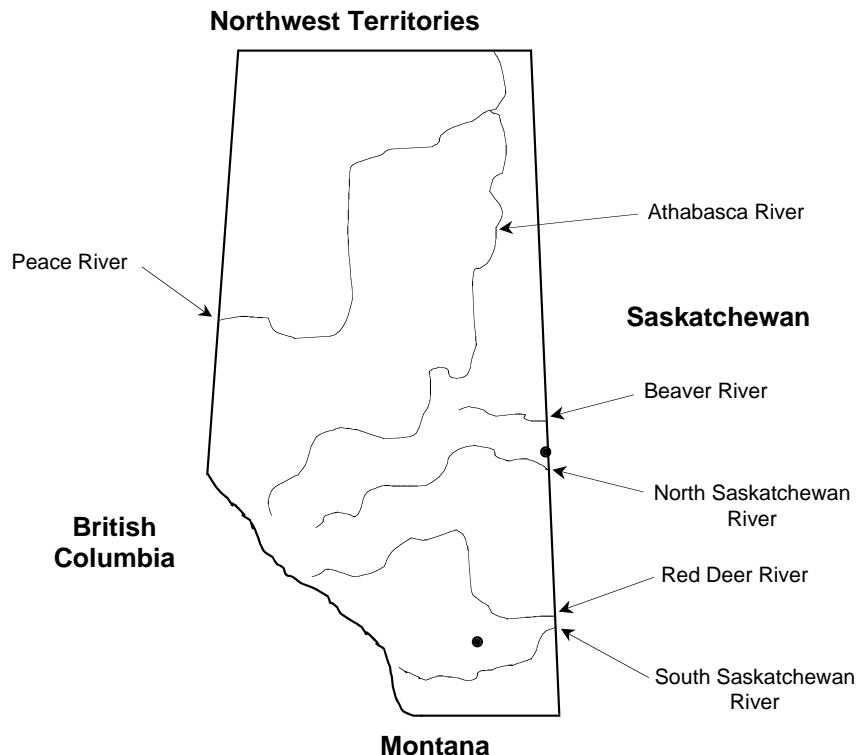 Northwest Territories
Athabasca River
Peace River
Saskatchewan
Beaver River
North Saskatchewan
River
British
Columbia
Red Deer River
South Saskatchewan
River
Montana